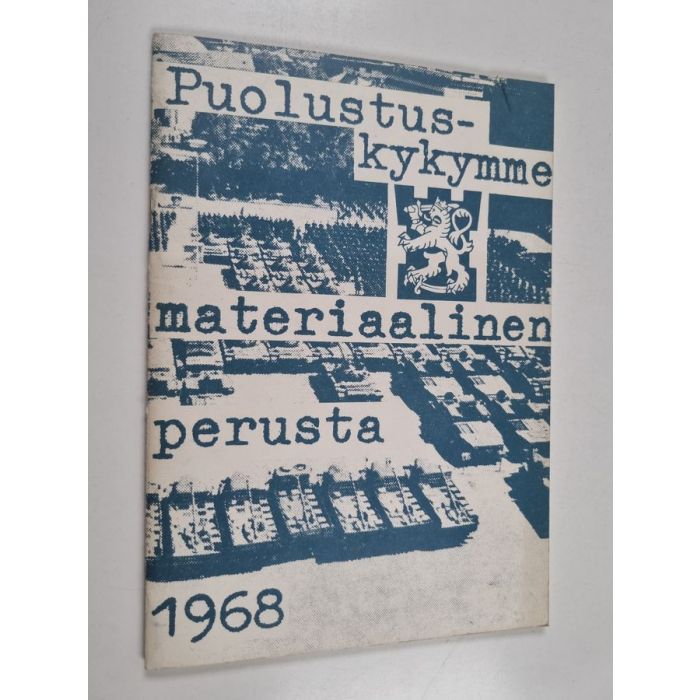 Puolustus-
kykymme
materiaalinen
perusta
1968